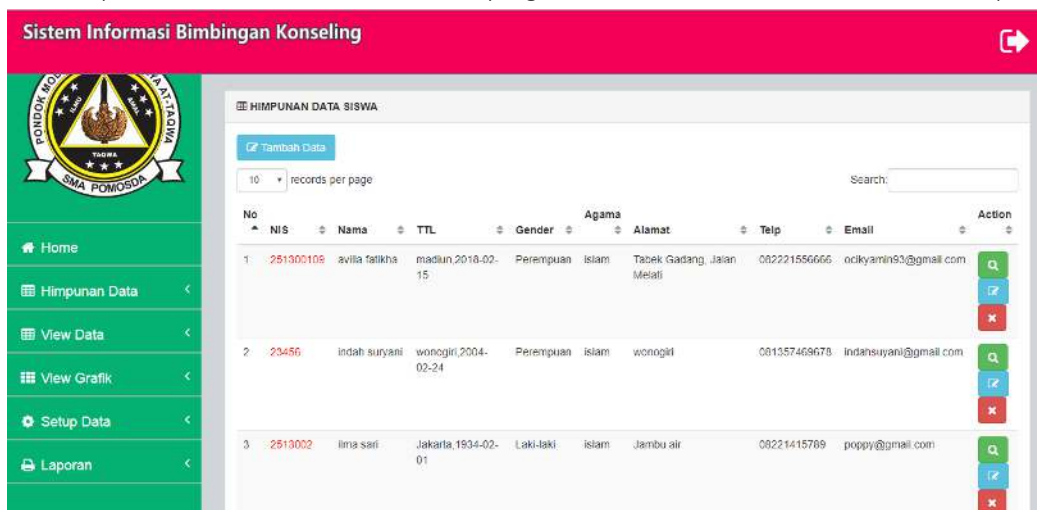 Sistem Informasi Bimbingan Konseling
PONDOK MO
A AT-TAQWA
ILMU
AMAL
TAQWA
SMA POMOSDA
Home
Himpunan Data
View Data
View Grafik
Setup Data
Laporan
HIMPUNAN DATA SISWA
Tambah Data
10 records per page Search:
No NIS Nama TTL Gender Agama Alamat Telp Email Action
1 251300109 avilla fatikha madiun,2018-02- Perempuan islam Tabek Gadang, Jalan 082221556666 ocikyamin93@gmail.com
15 Melati
2 23456 indah suryani wonogiri,2004- Perempuan islam wonogiri 081357469678 indahsuyani@gmail.com
02-24
3 2513002 ilma sari Jakarta,1934-02- Laki-laki islam Jambu air 08221415789 poppy@gmail.com
01